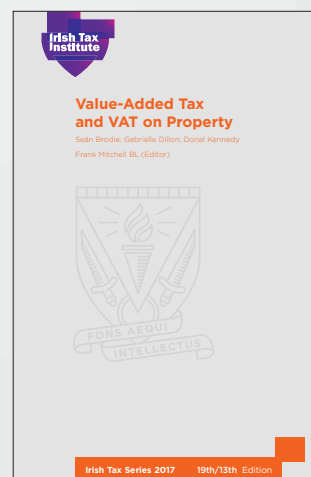 Irish Tax
Institute
Value-Added Tax
and VAT on Property
Seán Brodie; Gabrielle Dillon; Donal Kennedy
Frank Mitchell BL (Editor)
FONS AEQUI
INTELLECTUS
Irish Tax Series 2017 19th/13th Edition